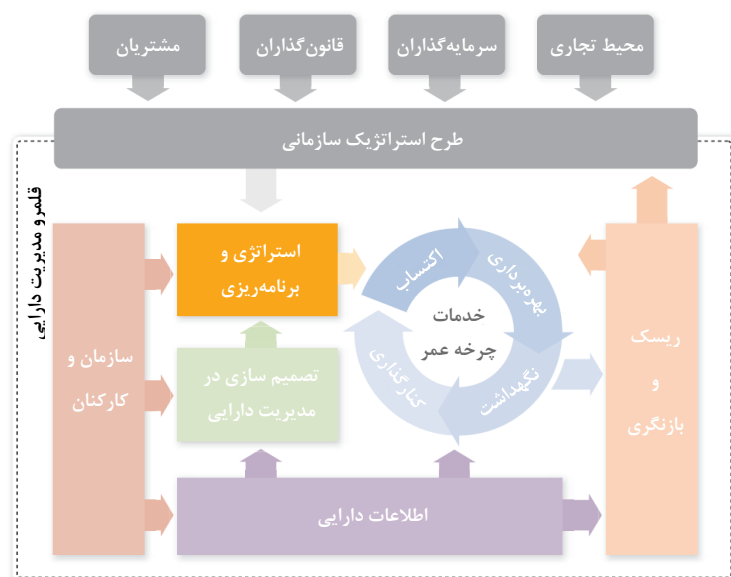 محیط تجاری
سرمایه‌گذاران
قانون‌گذاران
مشتریان
طرح استراتژیک سازمانی
قلمرو مدیریت دارایی
سازمان و
کارکنان
استراتژی و
برنامه‌ریزی
تصمیم سازی در
مدیریت دارایی
اکتساب
بهره‌برداری
نگهداشت
کنارگذاری
خدمات
چرخه عمر
ریسک
و
بازنگری
اطلاعات دارایی